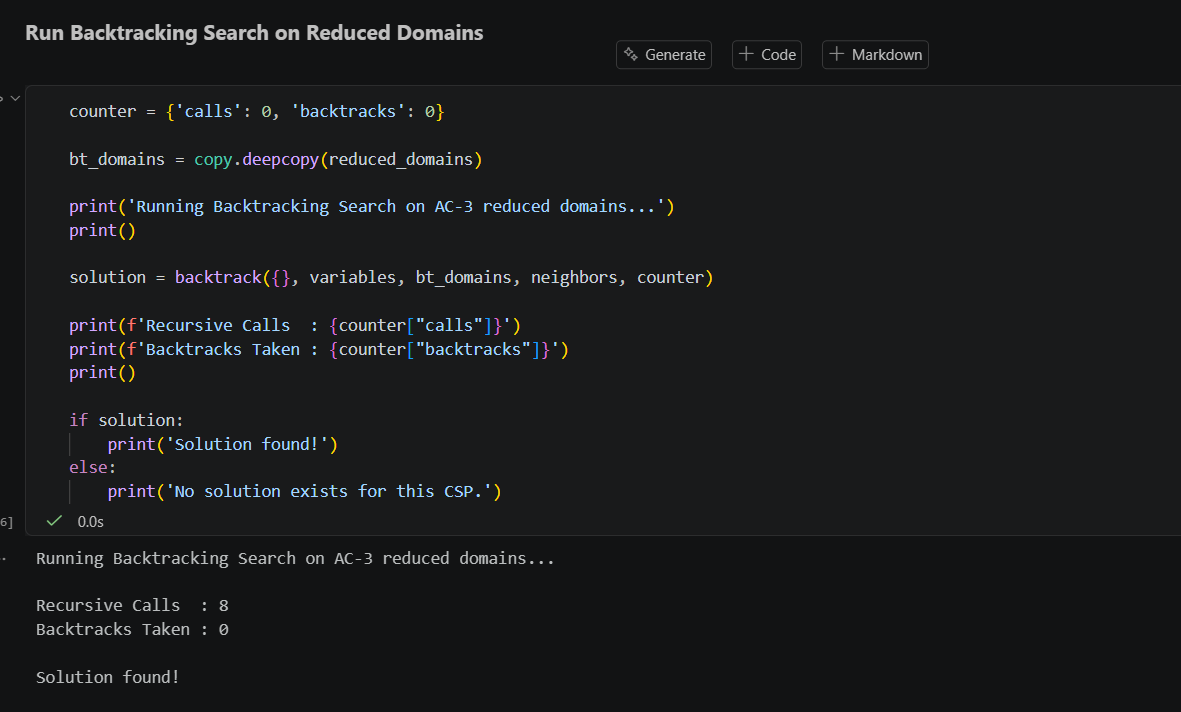 Run Backtracking Search on Reduced Domains
Generate + Code + Markdown
counter = {'calls': 0, 'backtracks': 0}
bt_domains = copy.deepcopy(reduced_domains)
print('Running Backtracking Search on AC-3 reduced domains...')
print()
solution = backtrack({}, variables, bt_domains, neighbors, counter)
print(f'Recursive Calls  : {counter["calls"]}')
print(f'Backtracks Taken : {counter["backtracks"]}')
print()
if solution:
    print('Solution found!')
else:
    print('No solution exists for this CSP.')
6] 0.0s
Running Backtracking Search on AC-3 reduced domains...
Recursive Calls  : 8
Backtracks Taken : 0
Solution found!